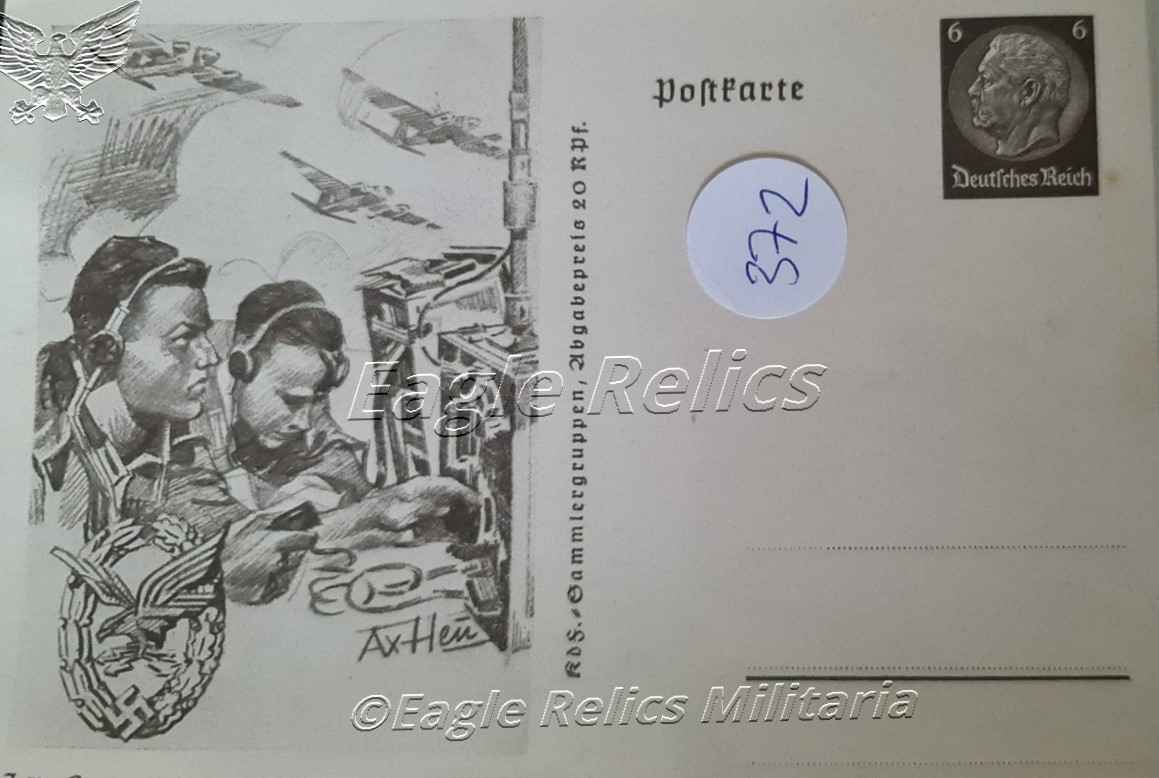 Postkarte
6 6
Deutsches Reich
372
KdF.-Sammlergruppen, Abgabepreis 20 RPf.
Eagle Relics
Ax-Heu
©Eagle Relics Militaria